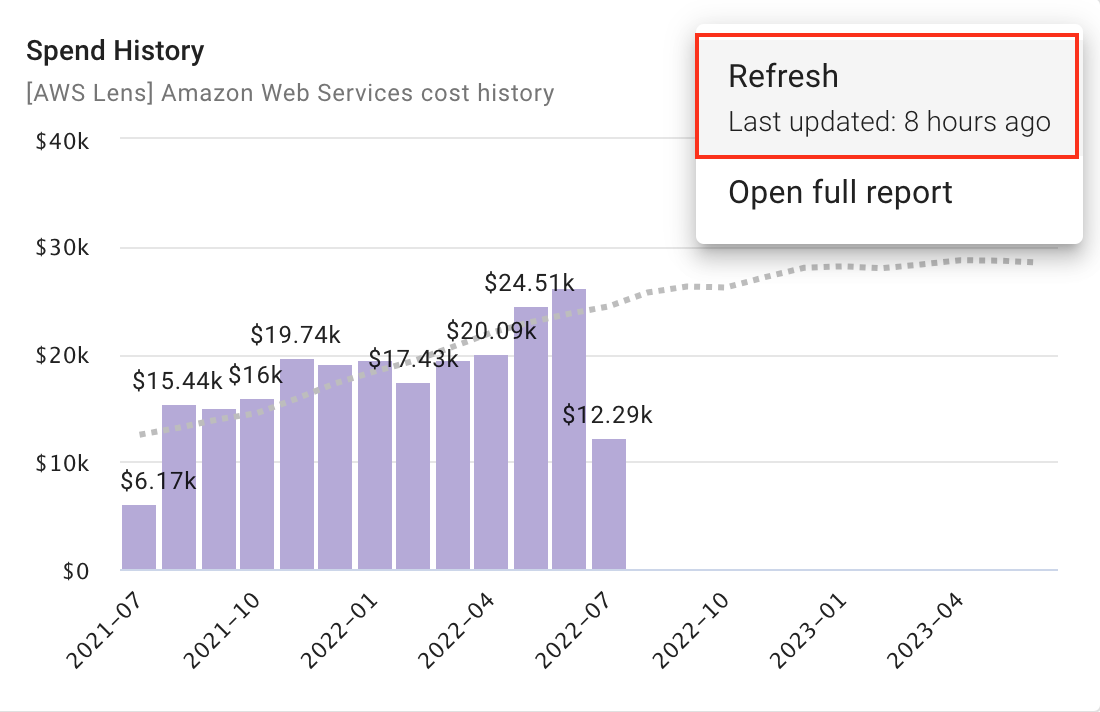 Spend History
[AWS Lens] Amazon Web Services cost history
Refresh
Last updated: 8 hours ago
Open full report
$40k
$30k
$20k
$10k
$0
$6.17k
$15.44k
$16k
$19.74k
$17.43k
$20.09k
$24.51k
$12.29k
2021-07
2021-10
2022-01
2022-04
2022-07
2022-10
2023-01
2023-04